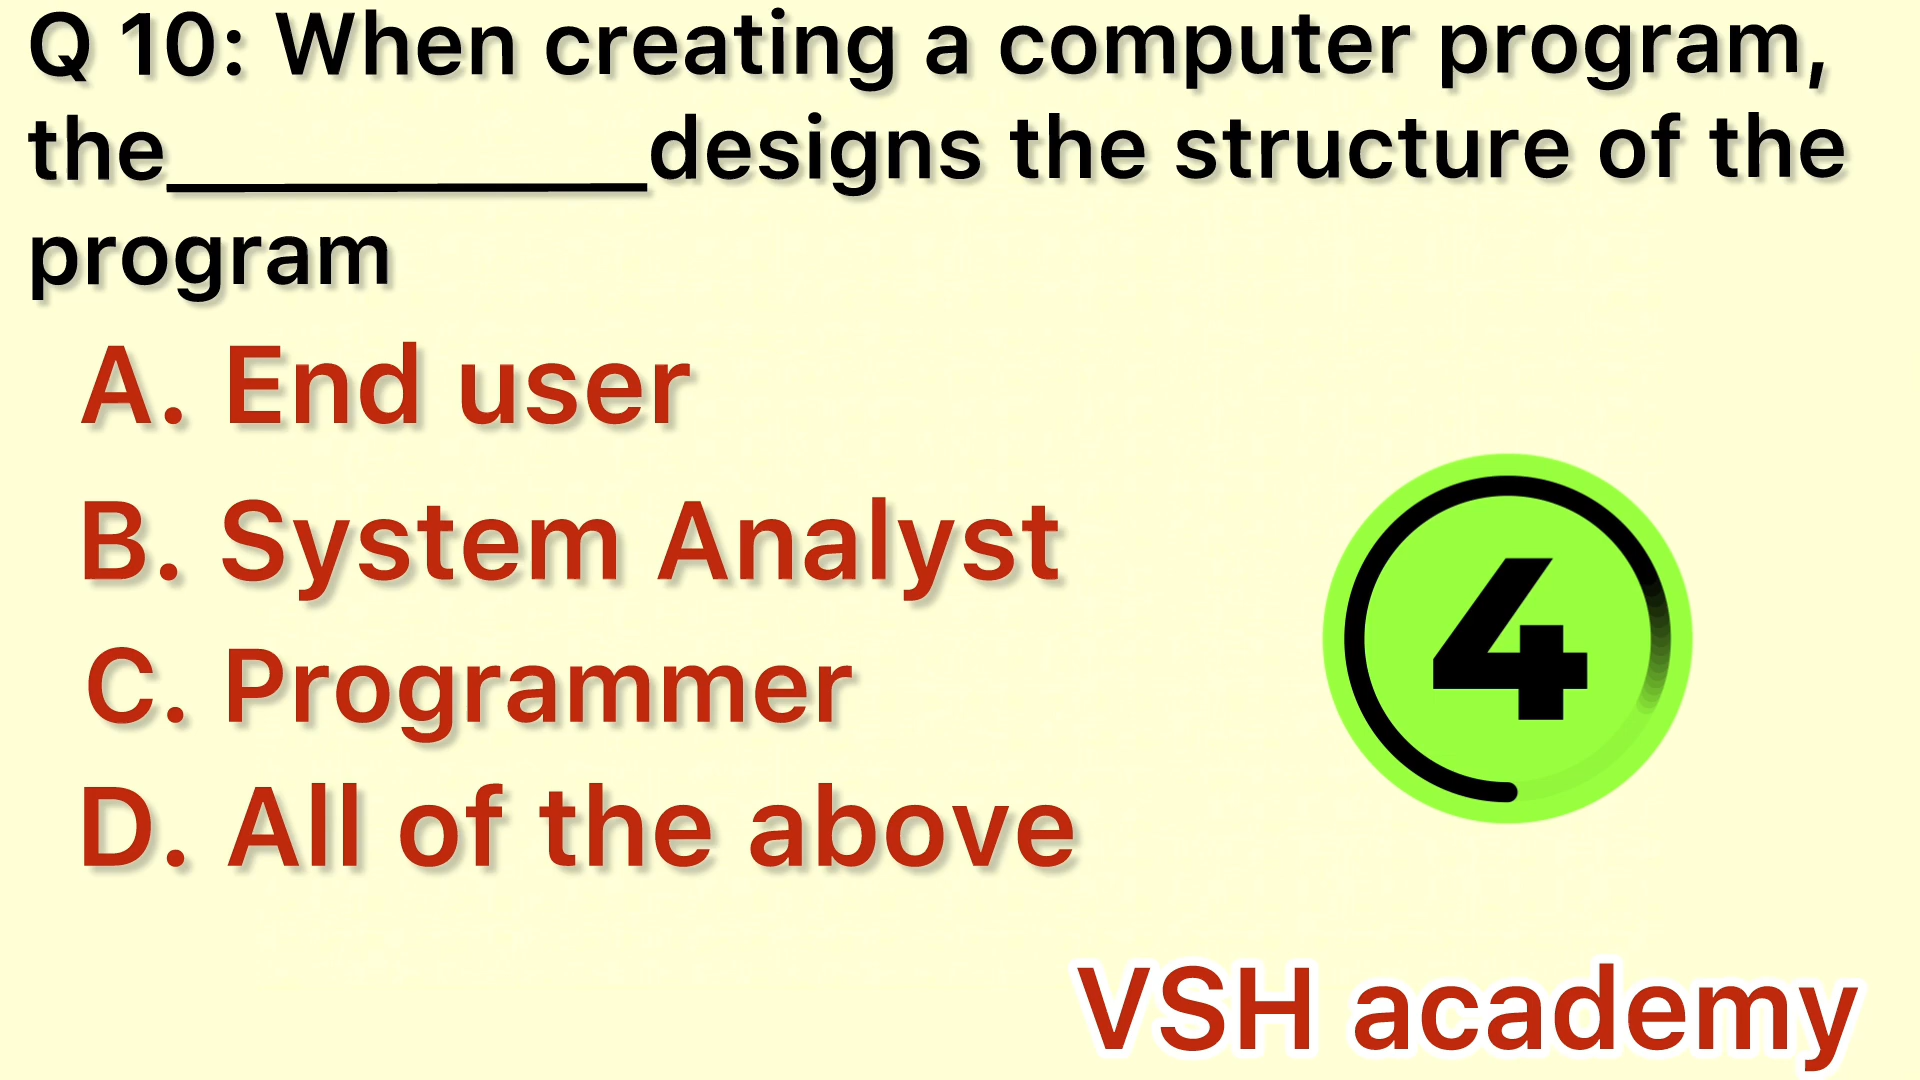 Q 10: When creating a computer program,
the____________designs the structure of the
program
A. End user
B. System Analyst
C. Programmer
D. All of the above
4
VSH academy